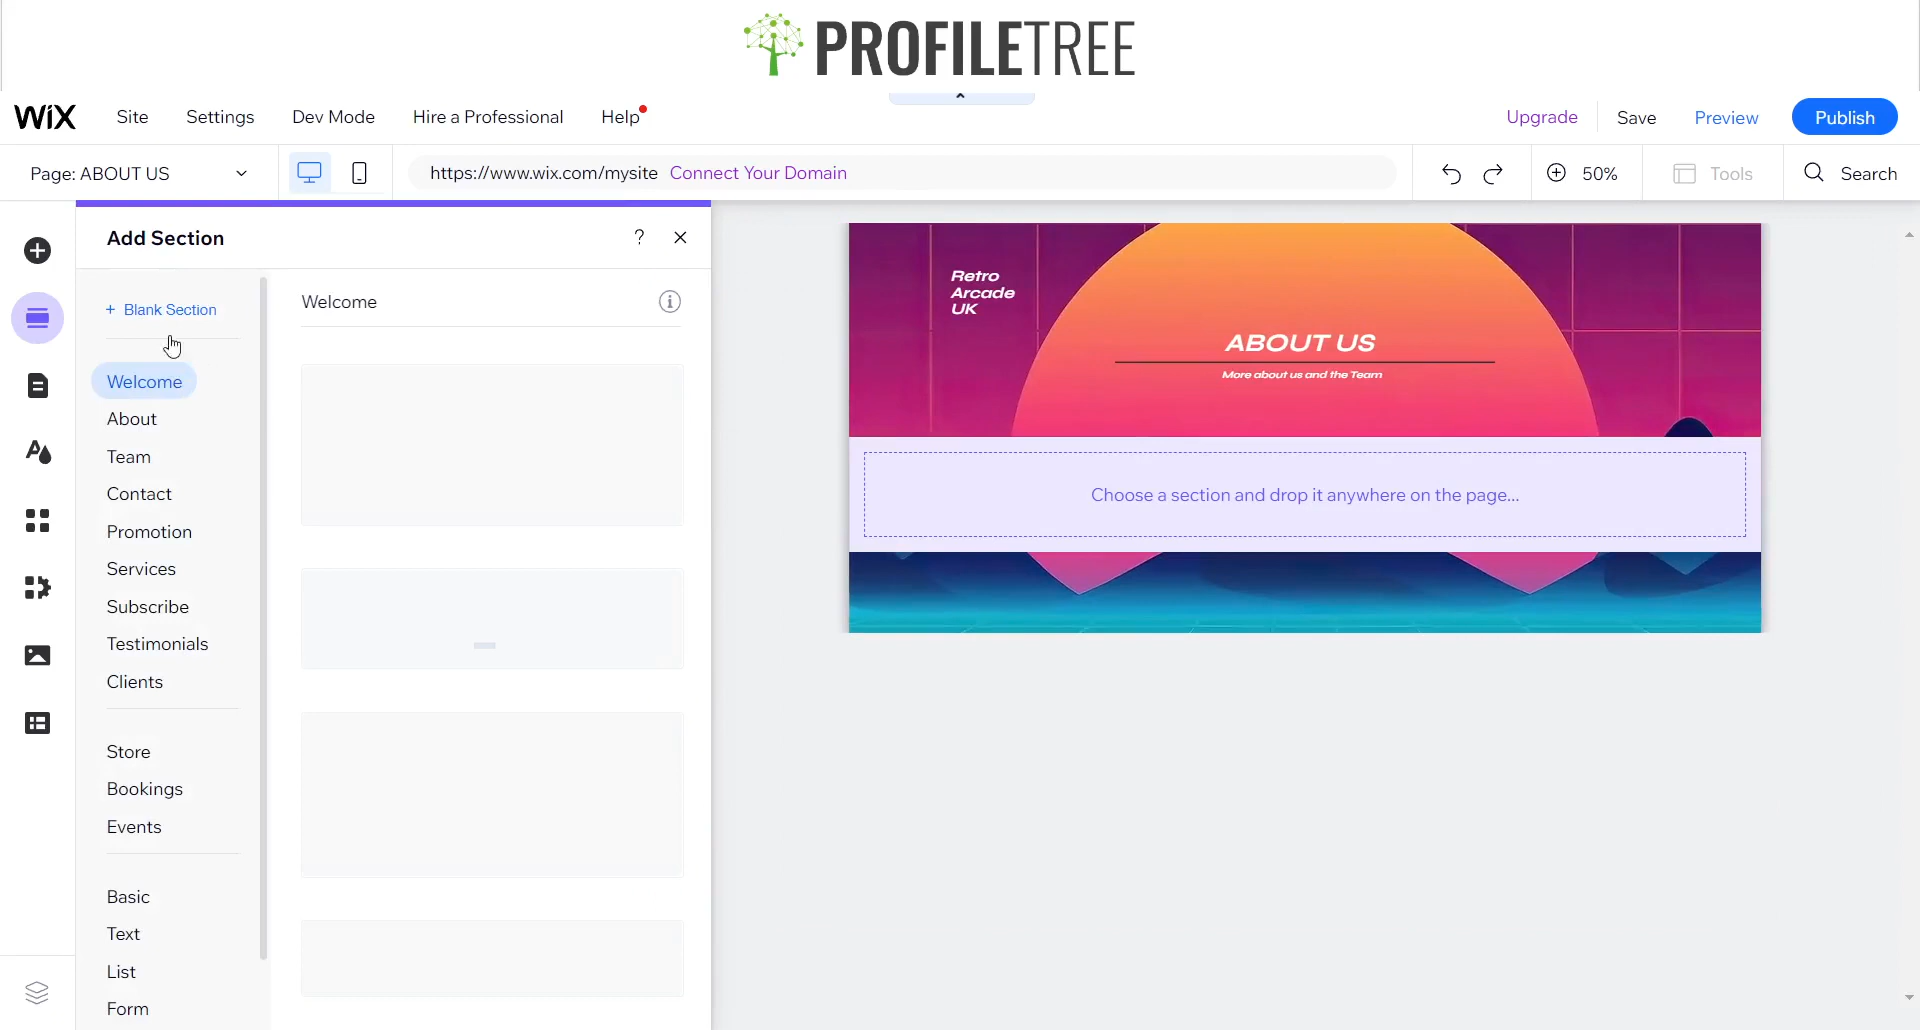 PROFILETREE
WiX Site Settings Dev Mode Hire a Professional Help Upgrade Save Preview Publish
Page: ABOUT US https://www.wix.com/mysite Connect Your Domain 50% Tools Search
Add Section ?
+ Blank Section
Welcome
About
Team
Contact
Promotion
Services
Subscribe
Testimonials
Clients
Store
Bookings
Events
Basic
Text
List
Form
Welcome
Retro
Arcade
UK
ABOUT US
More about us and the Team
Choose a section and drop it anywhere on the page...